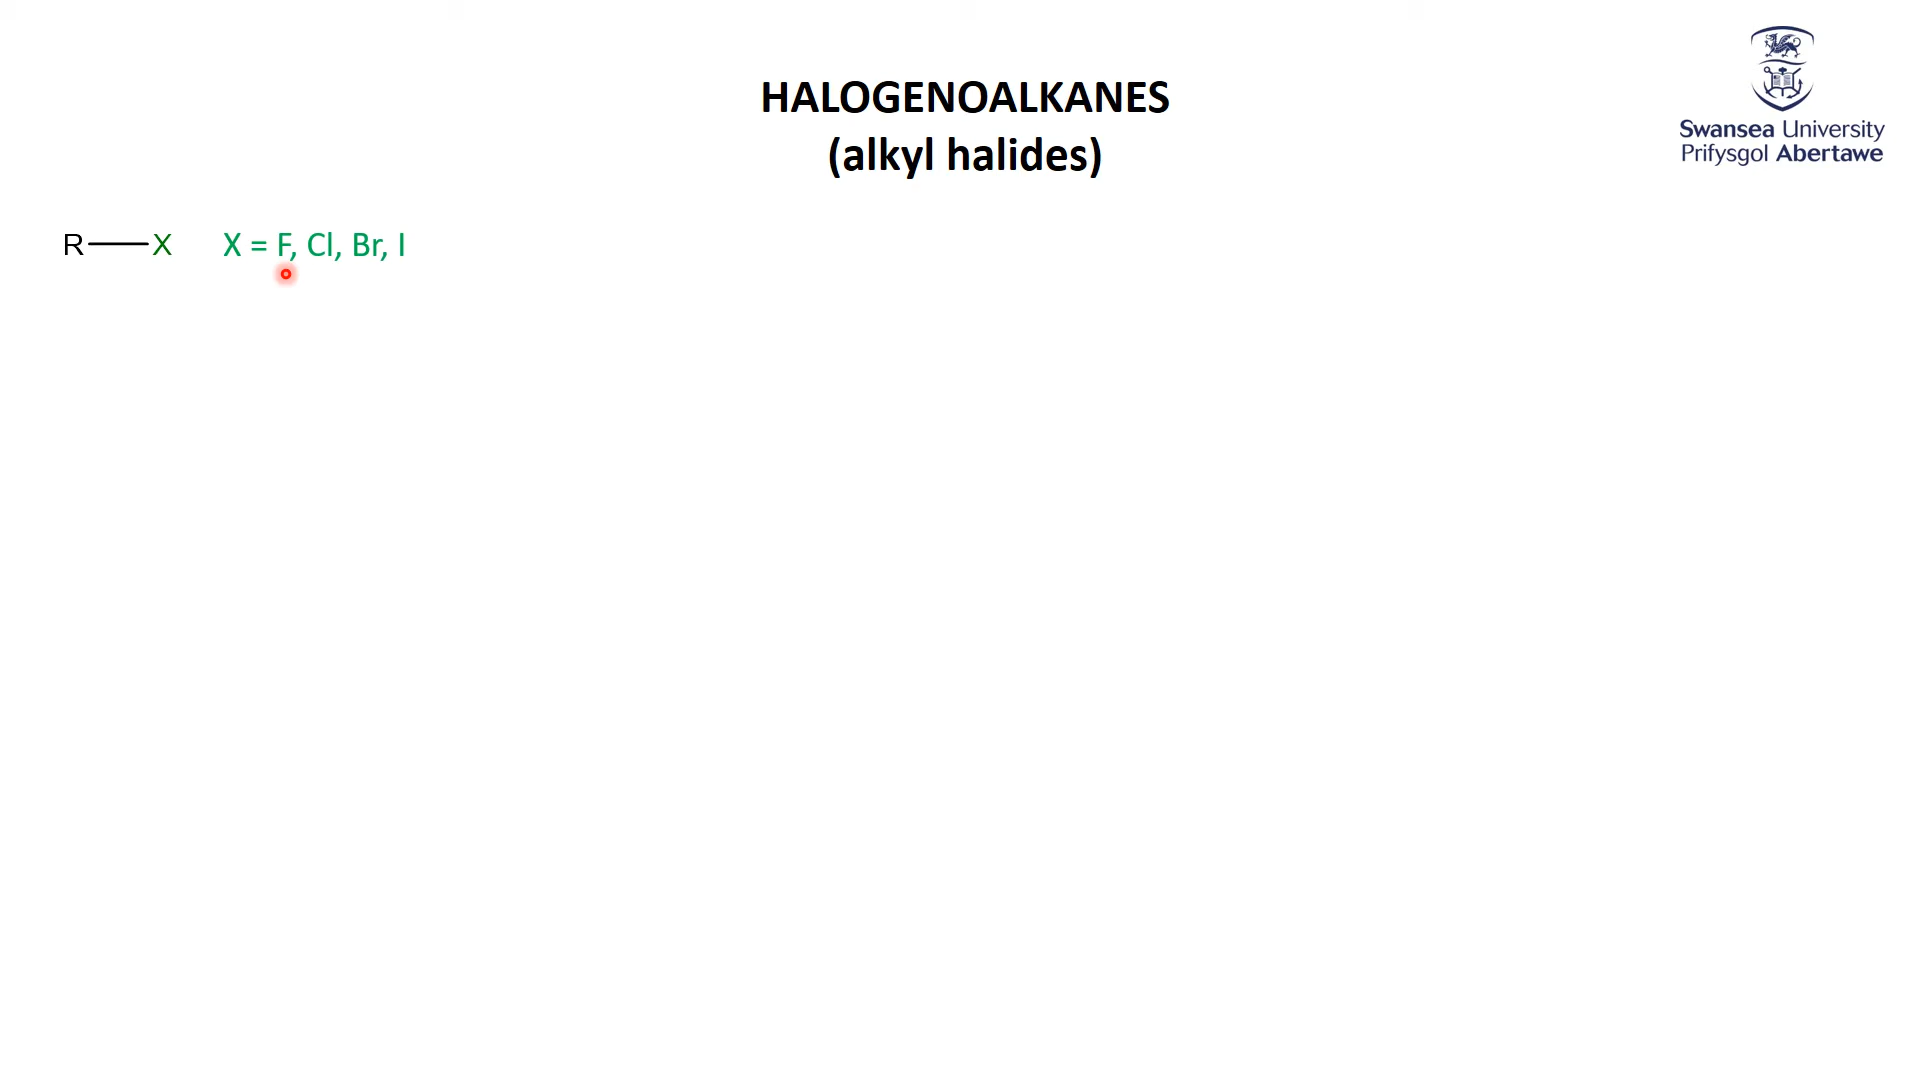 HALOGENOALKANES
(alkyl halides)
Swansea University
Prifysgol Abertawe
R—X X = F, Cl, Br, I